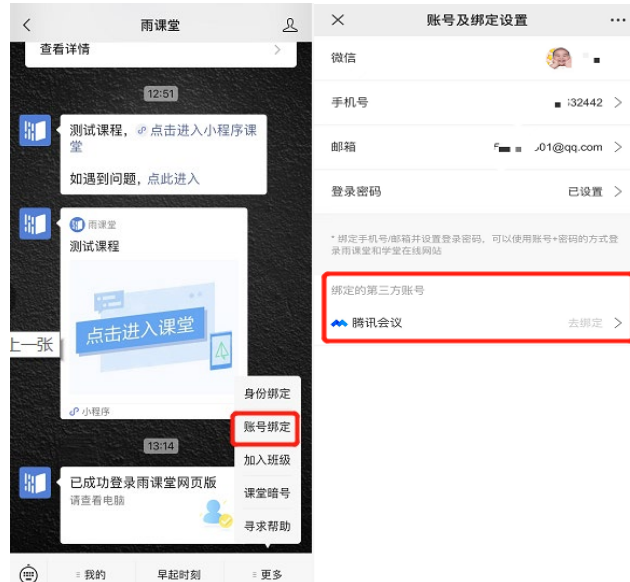 雨课堂
查看详情
12:51
测试课程，点击进入小程序课
堂
如遇到问题，点此进入
雨课堂
测试课程
点击进入课堂
上一张
小程序
身份绑定
账号绑定
加入班级
课堂暗号
寻求帮助
13:14
已成功登录雨课堂网页版
请查看电脑
我的
早起时刻
更多
账号及绑定设置
微信
手机号
32442
邮箱
01@qq.com
登录密码
已设置
* 绑定手机号/邮箱并设置登录密码，可以使用账号+密码的方式登
录雨课堂和学堂在线网站
绑定的第三方账号
腾讯会议
去绑定